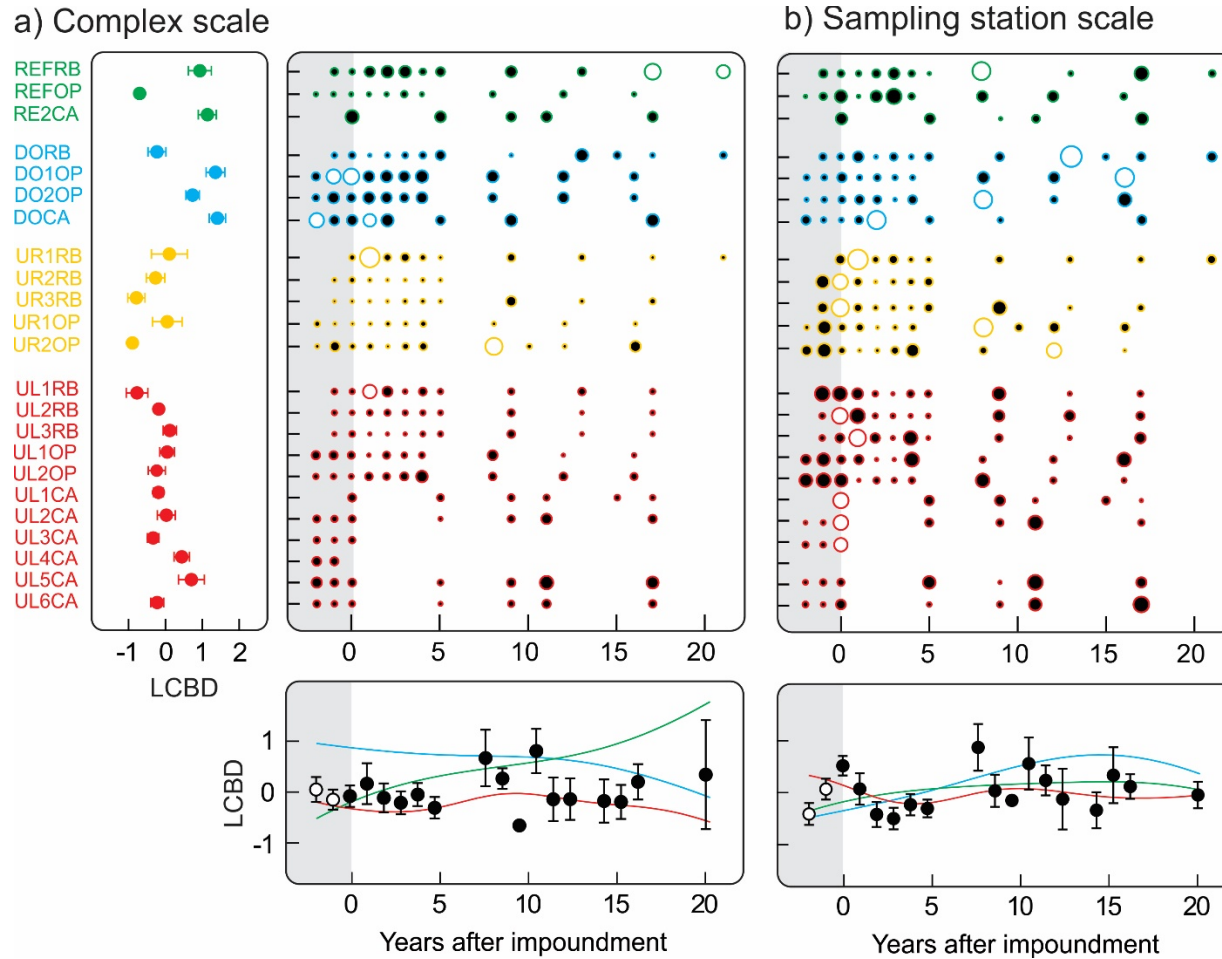 a) Complex scale
b) Sampling station scale
REFRB
REFOP
RE2CA
DORB
DO1OP
DO2OP
DOCA
UR1RB
UR2RB
UR3RB
UR1OP
UR2OP
UL1RB
UL2RB
UL3RB
UL1OP
UL2OP
UL1CA
UL2CA
UL3CA
UL4CA
UL5CA
UL6CA
-1 0 1 2
LCBD
0 5 10 15 20
0 5 10 15 20
LCBD
1
0
-1
0 5 10 15 20
Years after impoundment
1
0
-1
0 5 10 15 20
Years after impoundment